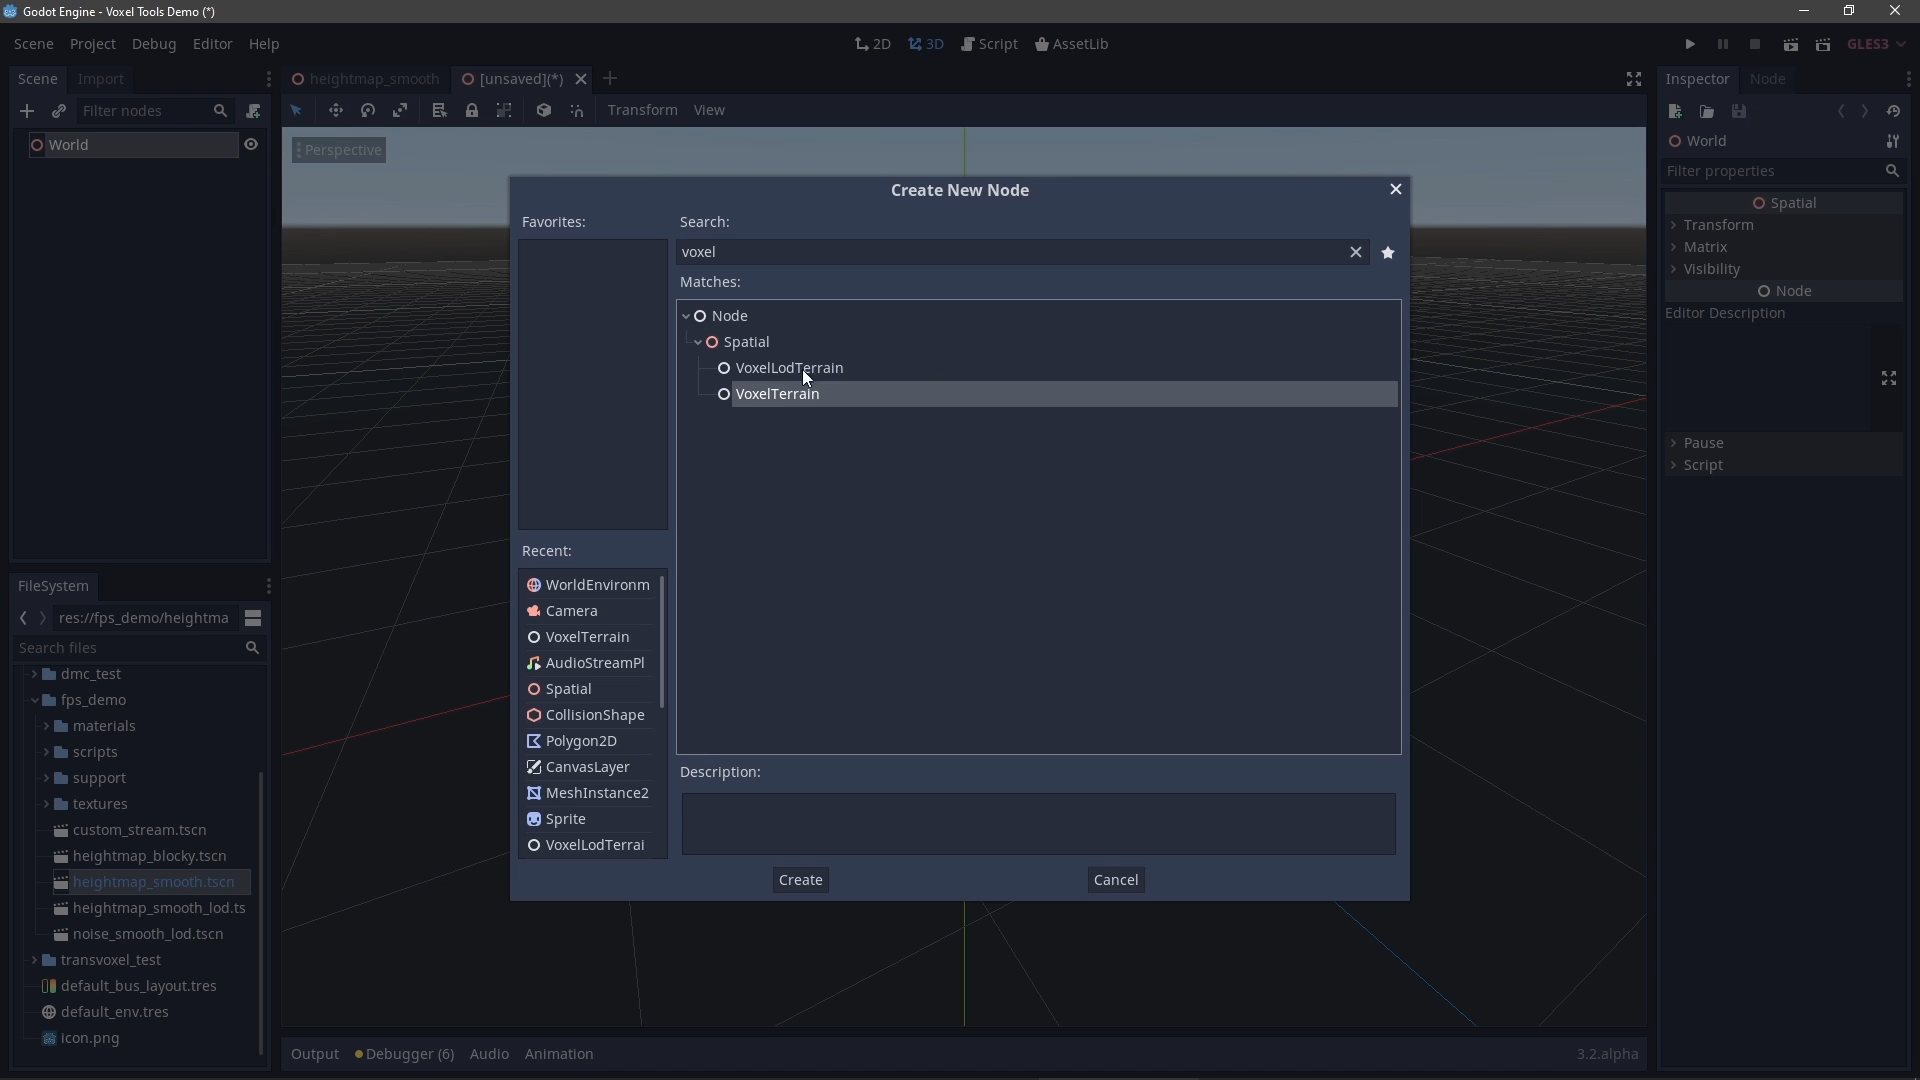 Godot Engine - Voxel Tools Demo (*)
Scene Project Debug Editor Help
2D 3D Script AssetLib
GLES3
Scene Import
Filter nodes
World
heightmap_smooth
[unsaved](*)
Transform View
Perspective
Create New Node
Favorites:
Search:
voxel
Matches:
Node
Spatial
VoxelLodTerrain
VoxelTerrain
Recent:
WorldEnvironm
Camera
VoxelTerrain
AudioStreamPl
Spatial
CollisionShape
Polygon2D
CanvasLayer
MeshInstance2
Sprite
VoxelLodTerrai
Description:
Create
Cancel
FileSystem
res://fps_demo/heightma
Search files
dmc_test
fps_demo
materials
scripts
support
textures
custom_stream.tscn
heightmap_blocky.tscn
heightmap_smooth.tscn
heightmap_smooth_lod.ts
noise_smooth_lod.tscn
transvoxel_test
default_bus_layout.tres
default_env.tres
icon.png
Output Debugger (6) Audio Animation
3.2.alpha
Inspector Node
World
Filter properties
Spatial
Transform
Matrix
Visibility
Node
Editor Description
Pause
Script